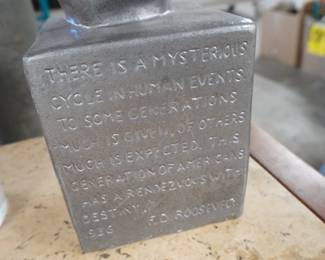 THERE IS A MYSTERIOUS
CYCLE IN HUMAN EVENTS.
TO SOME GENERATIONS
MUCH IS GIVEN, OF OTHERS
MUCH IS EXPECTED. THIS
GENERATION OF AMERICANS
HAS A RENDEZVOUS WITH
DESTINY.
936 F.D. ROOSEVELT